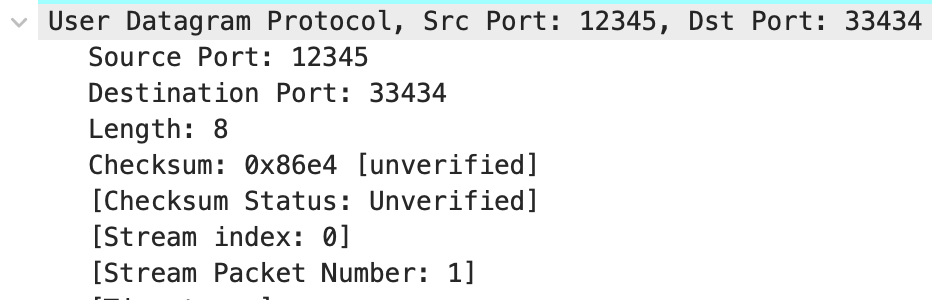 User Datagram Protocol, Src Port: 12345, Dst Port: 33434
Source Port: 12345
Destination Port: 33434
Length: 8
Checksum: 0x86e4 [unverified]
[Checksum Status: Unverified]
[Stream index: 0]
[Stream Packet Number: 1]